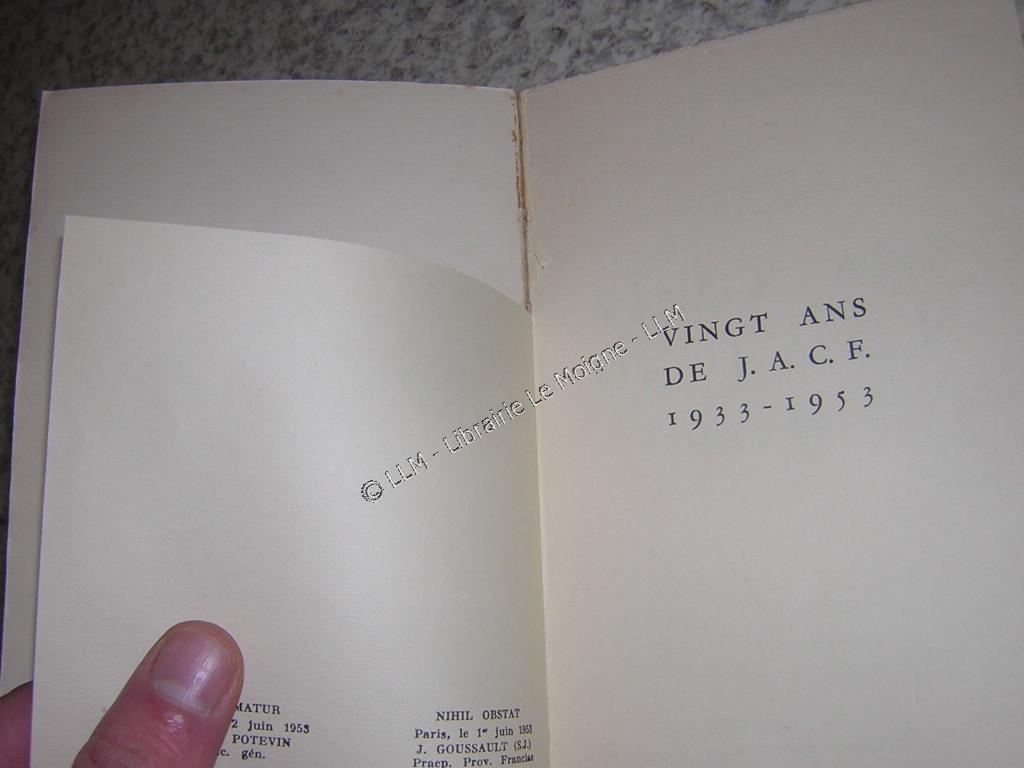 VINGT ANS
DE J. A. C. F.
1933-1953
© LLM - Librairie Le Moigne - LLM
MATUR
2 juin 1953
POTEVIN
c. gén.
NIHIL OBSTAT
Paris, le 1er juin 1953
J. GOUSSAULT (S.J.)
Praep. Prov. Franciae